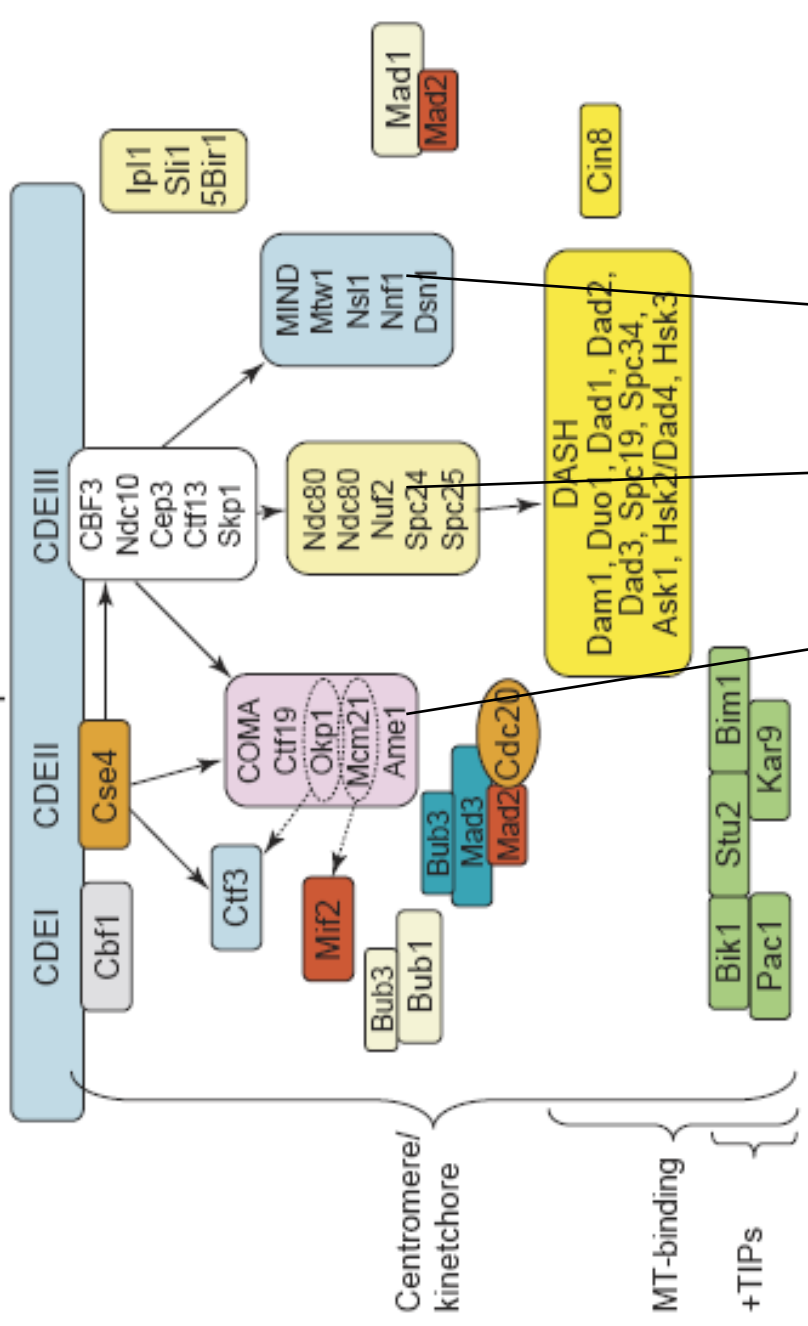 CDEI
CDEII
CDEIII
Cbf1
Cse4
CBF3
Ndc10
Cep3
Ctf13
Skp1
Ipl1
Sli1
5Bir1
Ctf3
COMA
Ctf19
Okp1
Mcm21
Ame1
Ndc80
Ndc80
Nuf2
Spc24
Spc25
MIND
Mtw1
Nsl1
Nnf1
Dsn1
Mad1
Mad2
Mif2
Bub3
Bub1
Bub3
Mad3
Mad2
Cdc20
DASH
Dam1, Duo1, Dad1, Dad2,
Dad3, Spc19, Spc34,
Ask1, Hsk2/Dad4, Hsk3
Cin8
Bik1
Stu2
Bim1
Pac1
Kar9
Centromere/
kinetchore
MT-binding
+TIPs